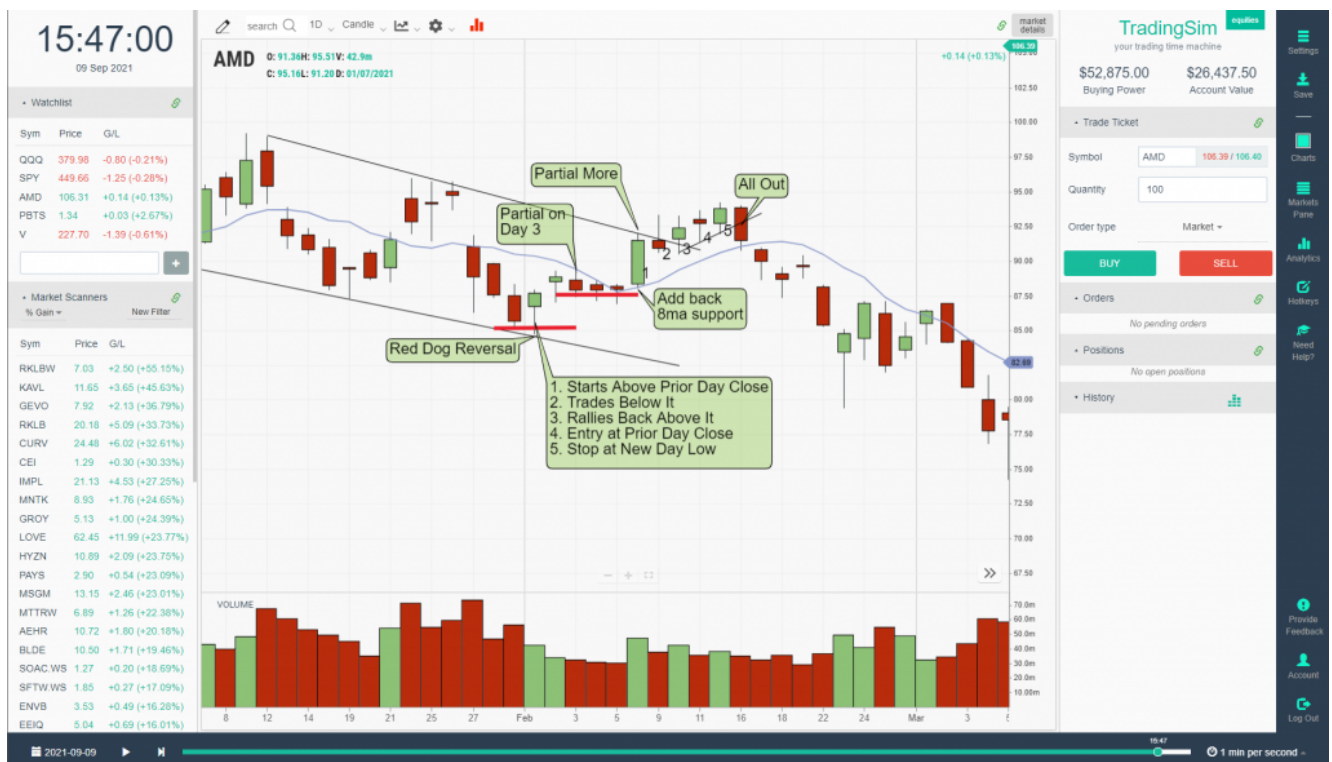 15:47:00
09 Sep 2021
Watchlist
Sym Price G/L
QQQ 379.98 -0.80 (-0.21%)
SPY 449.66 -1.25 (-0.28%)
AMD 106.31 +0.14 (+0.13%)
PBTS 1.34 +0.03 (+2.67%)
V 227.70 -1.39 (-0.61%)
+
Market Scanners
% Gain New Filter
Sym Price G/L
RKLBW 7.03 +2.50 (+55.15%)
KAVL 11.65 +3.65 (+45.63%)
GEVO 7.92 +2.13 (+36.79%)
RKLB 20.18 +5.09 (+33.73%)
CURV 24.48 +6.02 (+32.61%)
CEI 1.29 +0.30 (+30.33%)
IMPL 21.13 +4.53 (+27.25%)
MNTK 8.93 +1.76 (+24.65%)
GROY 5.13 +1.00 (+24.39%)
LOVE 62.45 +11.99 (+23.77%)
HYZN 10.89 +2.09 (+23.75%)
PAYS 2.90 +0.54 (+23.09%)
MSGM 13.15 +2.46 (+23.01%)
MTTRW 6.89 +1.26 (+22.38%)
AEHR 10.72 +1.80 (+20.18%)
BLDE 10.50 +1.71 (+19.46%)
SOAC.WS 1.27 +0.20 (+18.69%)
SFTW.WS 1.85 +0.27 (+17.09%)
ENVB 3.53 +0.49 (+16.28%)
EEIQ 5.04 +0.69 (+16.01%)
search 1D Candle
market details
AMD O: 91.36H: 95.51V: 42.9m
C: 95.16L: 91.20 D: 01/07/2021
+0.14 (+0.13%)
106.39
102.50
100.00
97.50
95.00
92.50
90.00
87.50
85.00
82.69
80.00
77.50
75.00
72.50
70.00
67.50
Partial More
All Out
Partial on
Day 3
1 2 3 4 5
Add back
8ma support
Red Dog Reversal
1. Starts Above Prior Day Close
2. Trades Below It
3. Rallies Back Above It
4. Entry at Prior Day Close
5. Stop at New Day Low
VOLUME
70.0m
60.0m
50.0m
40.0m
30.0m
20.0m
10.00m
8 12 14 19 21 25 27 Feb 3 5 9 11 16 18 22 24 Mar 3
TradingSim equities
your trading time machine
$52,875.00 $26,437.50
Buying Power Account Value
Trade Ticket
Symbol AMD 106.39 / 106.40
Quantity 100
Order type Market
BUY SELL
Orders
No pending orders
Positions
No open positions
History
Settings
Save
Charts
Markets
Pane
Analytics
Hotkeys
Need
Help?
Provide
Feedback
Account
Log Out
2021-09-09
15:47
1 min per second